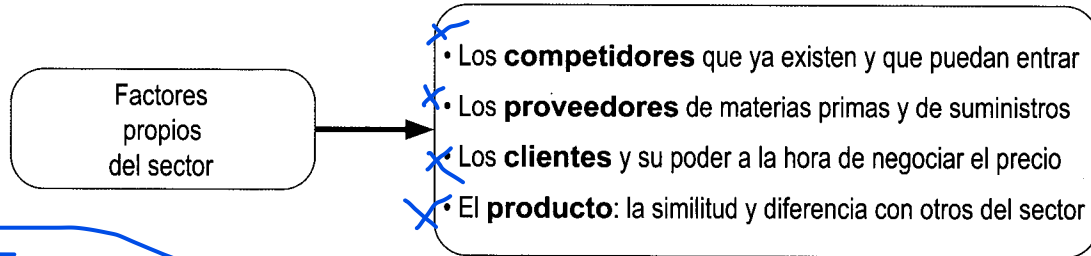 Factores
propios
del sector
• Los competidores que ya existen y que puedan entrar
• Los proveedores de materias primas y de suministros
• Los clientes y su poder a la hora de negociar el precio
• El producto: la similitud y diferencia con otros del sector